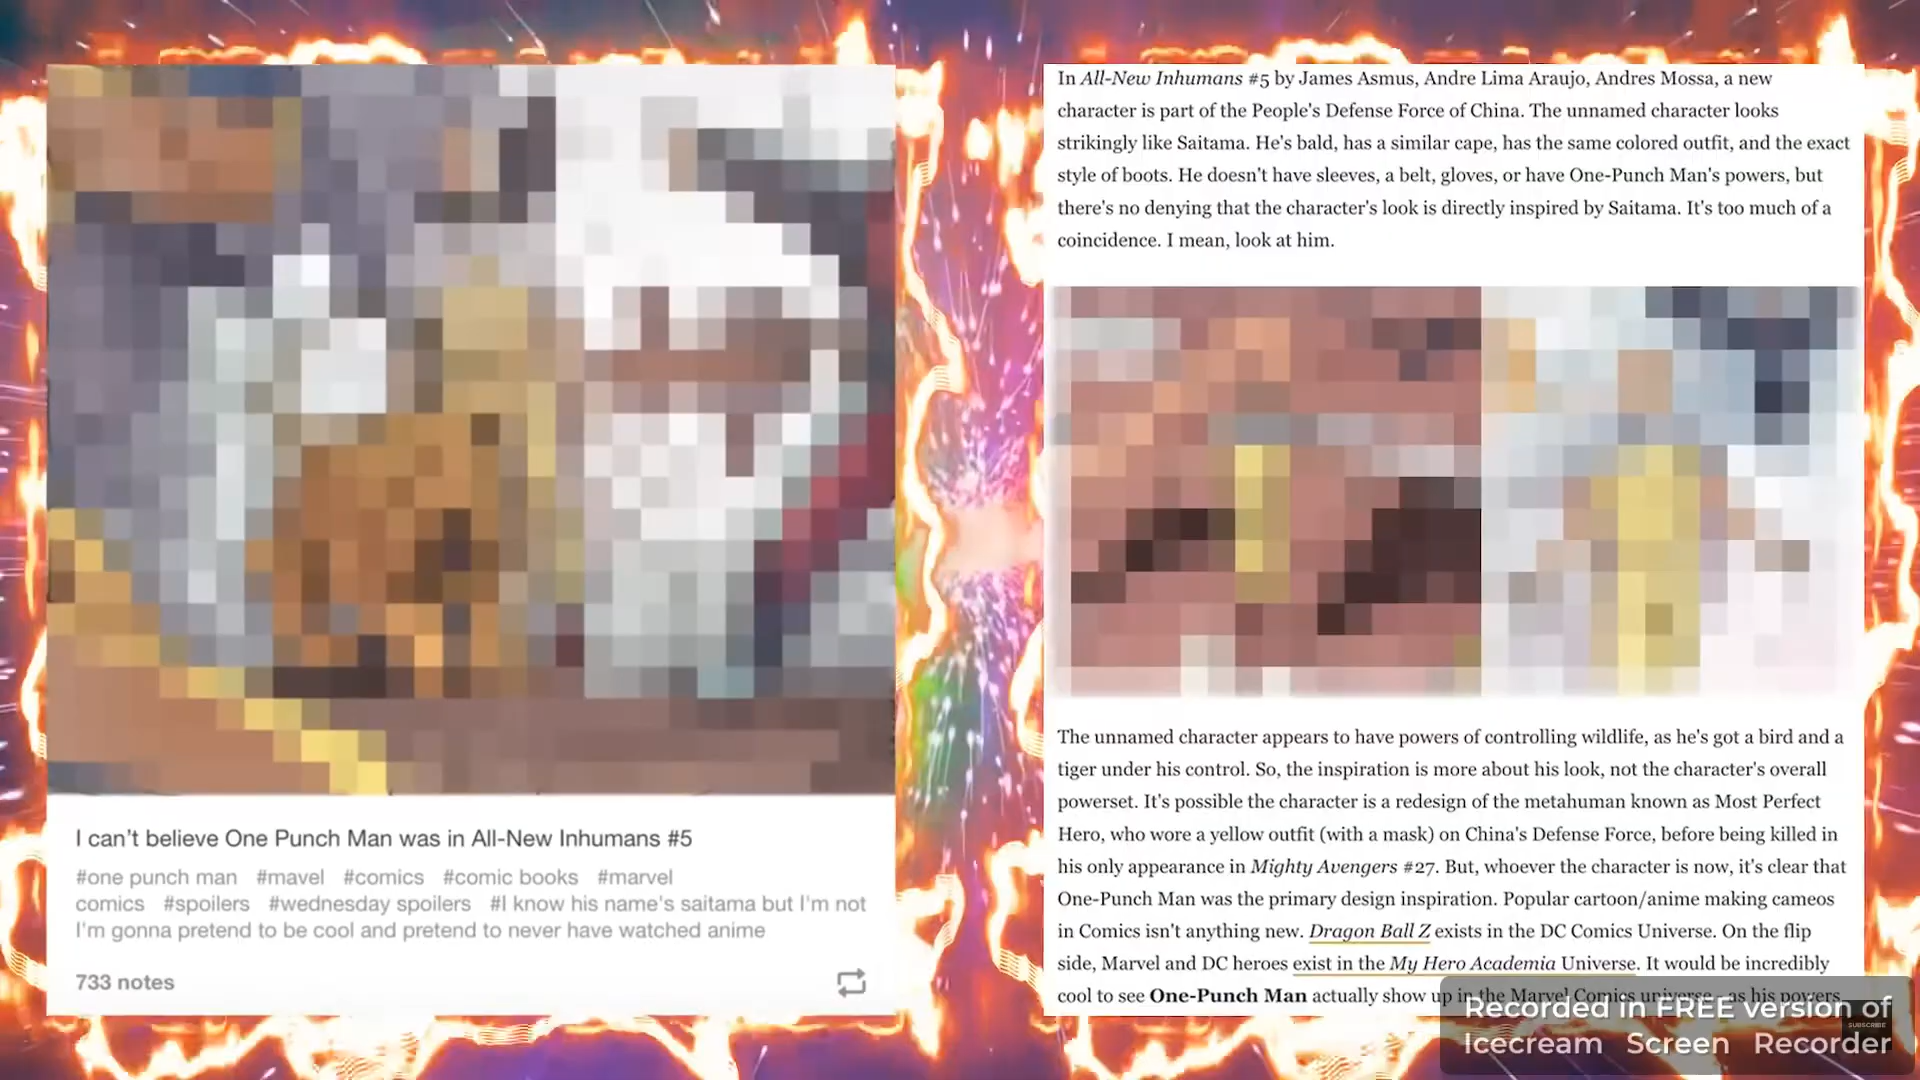 In All-New Inhumans #5 by James Asmus, Andre Lima Araujo, Andres Mossa, a new
character is part of the People's Defense Force of China. The unnamed character looks
strikingly like Saitama. He's bald, has a similar cape, has the same colored outfit, and the exact
style of boots. He doesn't have sleeves, a belt, gloves, or have One-Punch Man's powers, but
there's no denying that the character's look is directly inspired by Saitama. It's too much of a
coincidence. I mean, look at him.
The unnamed character appears to have powers of controlling wildlife, as he's got a bird and a
tiger under his control. So, the inspiration is more about his look, not the character's overall
powerset. It's possible the character is a redesign of the metahuman known as Most Perfect
Hero, who wore a yellow outfit (with a mask) on China's Defense Force, before being killed in
his only appearance in Mighty Avengers #27. But, whoever the character is now, it's clear that
One-Punch Man was the primary design inspiration. Popular cartoon/anime making cameos
in Comics isn't anything new. Dragon Ball Z exists in the DC Comics Universe. On the flip
side, Marvel and DC heroes exist in the My Hero Academia Universe. It would be incredibly
cool to see One-Punch Man actually show up in the Marvel Comics universe, as his powers
I can't believe One Punch Man was in All-New Inhumans #5
#one punch man #mavel #comics #comic books #marvel
comics #spoilers #wednesday spoilers #I know his name's saitama but I'm not
I'm gonna pretend to be cool and pretend to never have watched anime
733 notes
Recorded in FREE version of
Icecream Screen Recorder
SUBSCRIBE